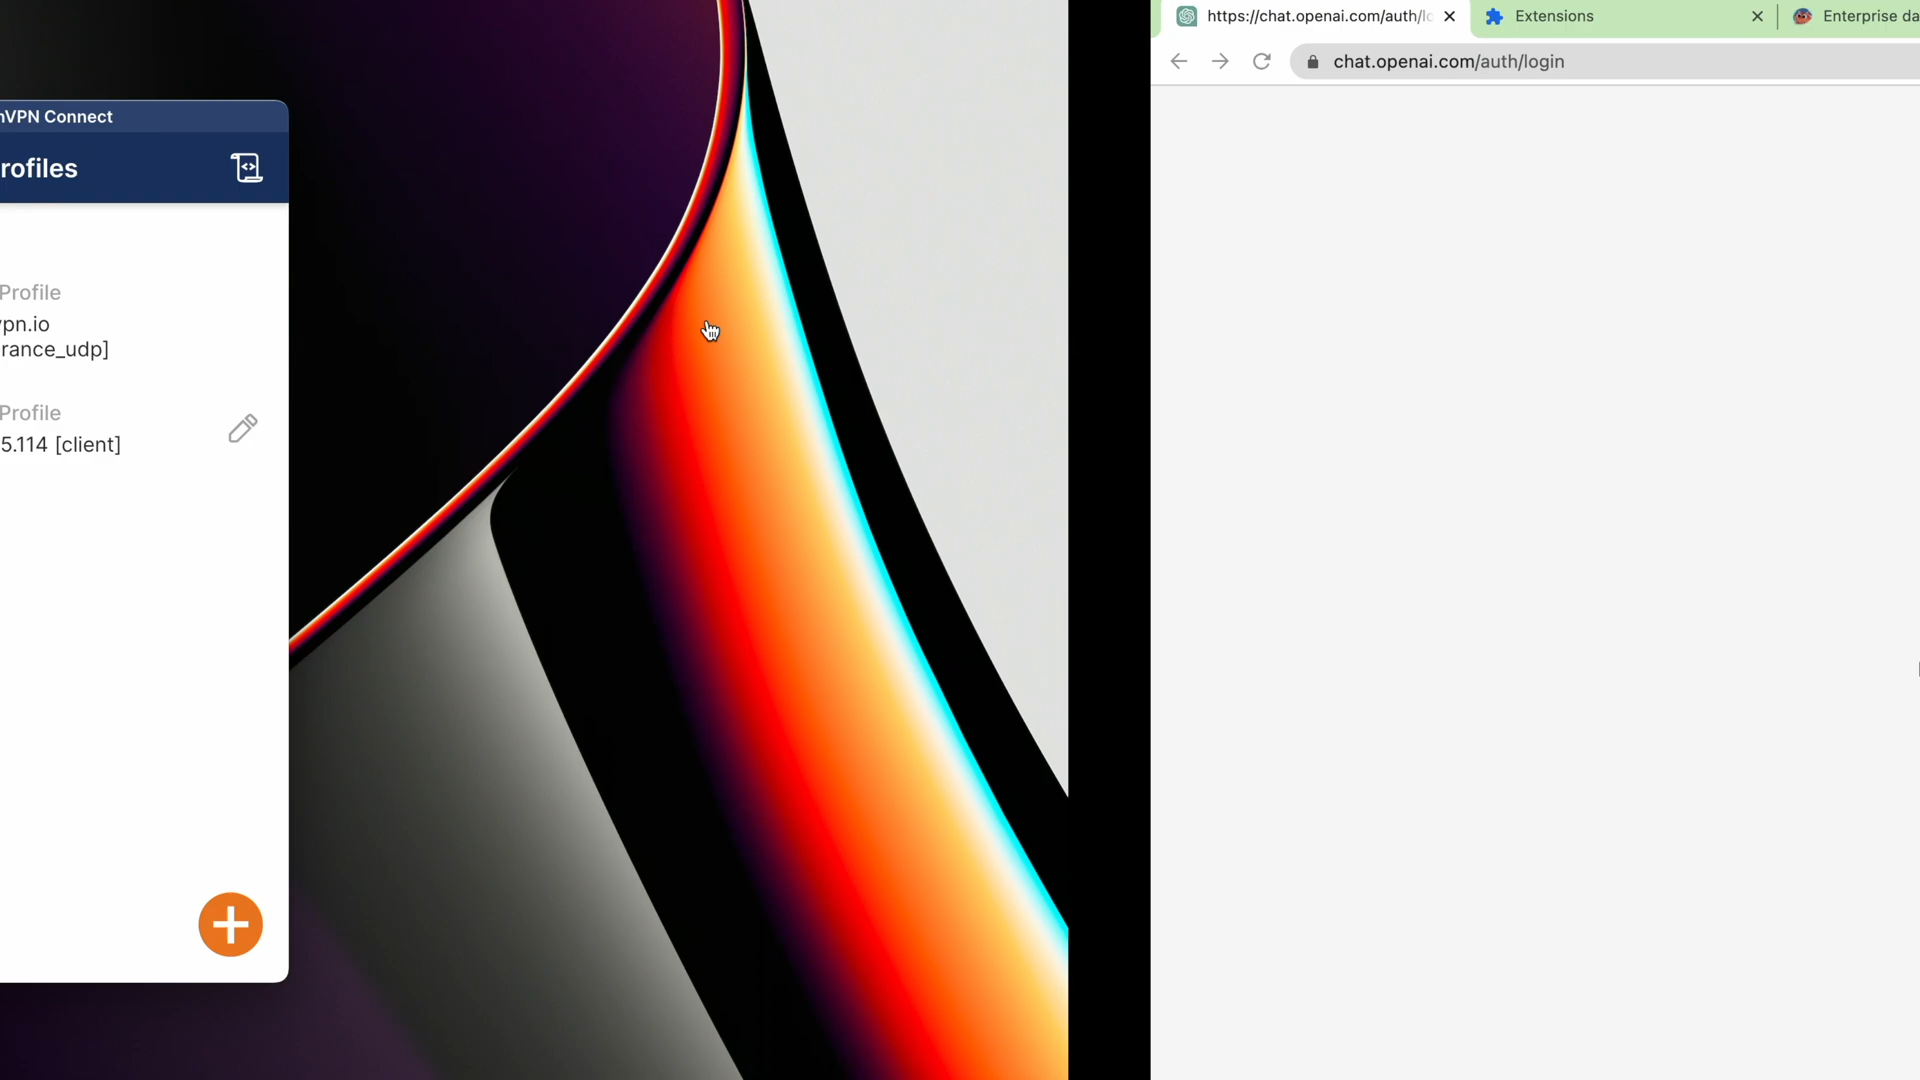 nVPN Connect
rofiles
Profile
pn.io
rance_udp]
Profile
5.114 [client]
https://chat.openai.com/auth/lo
Extensions
Enterprise da
chat.openai.com/auth/login